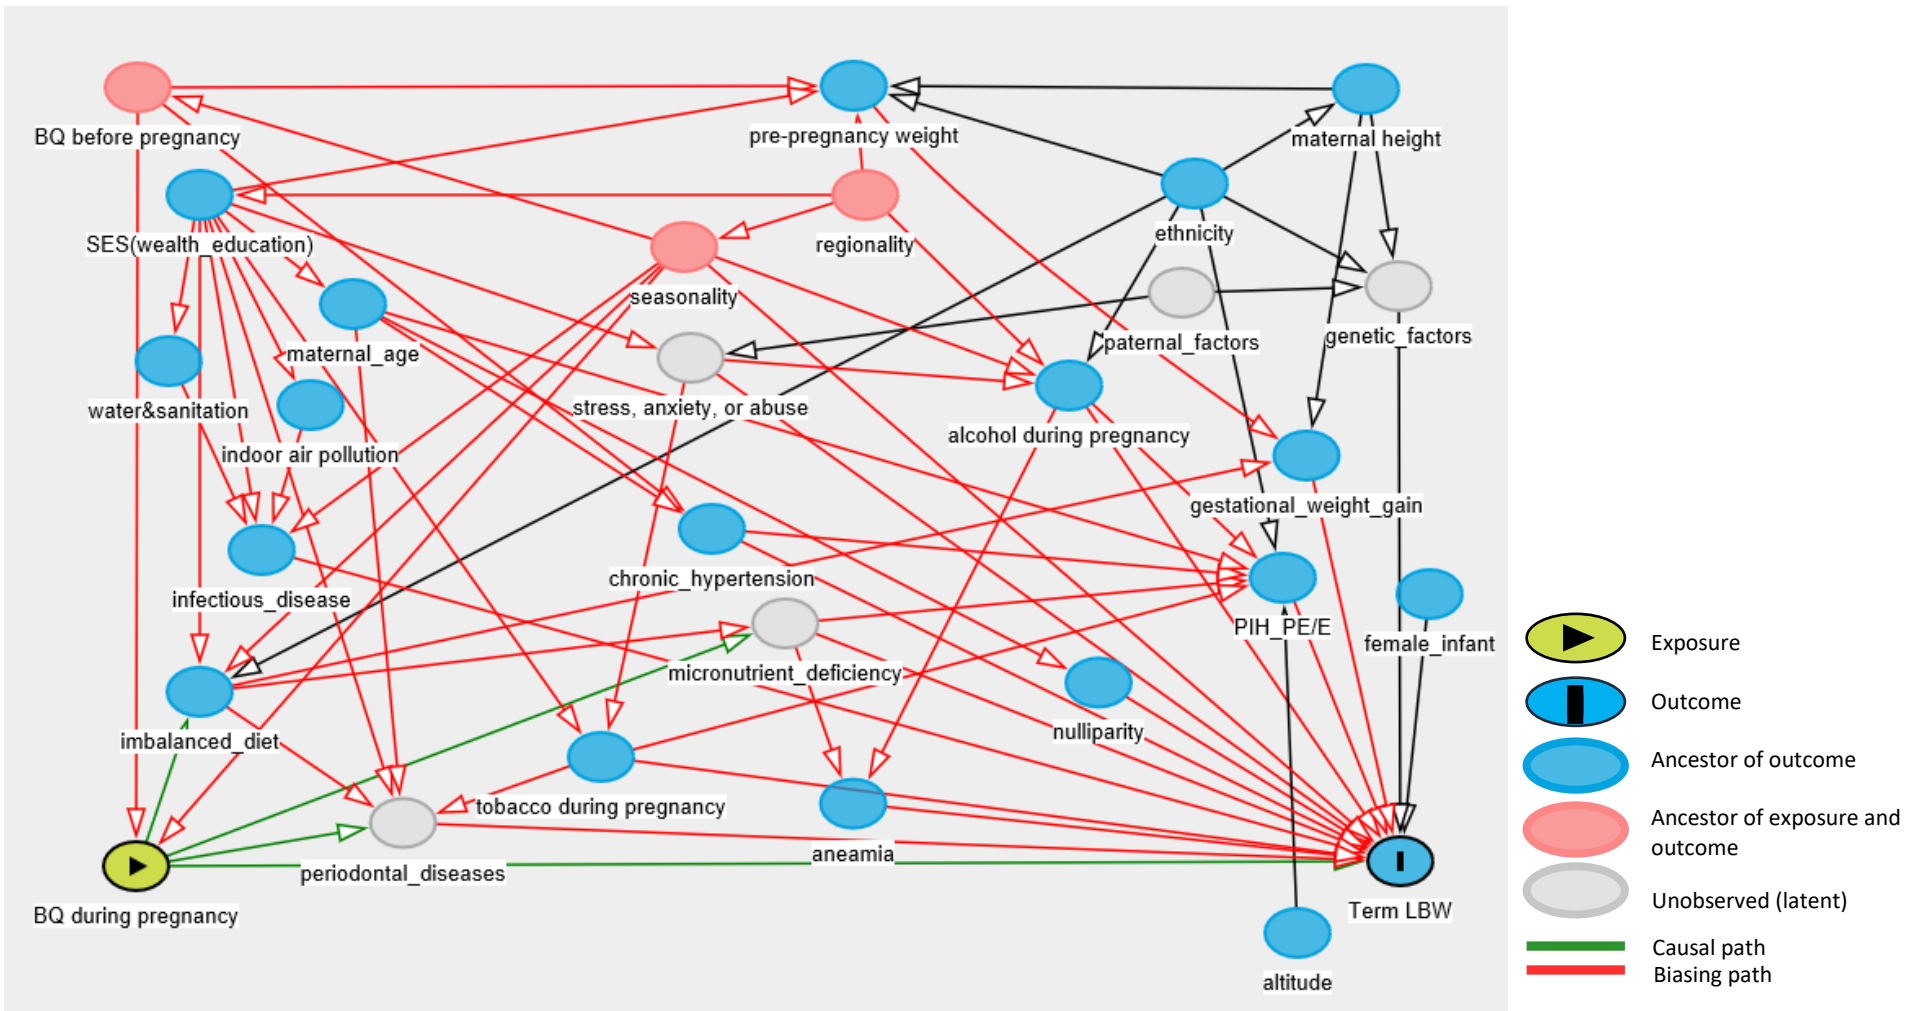 BQ before pregnancy
pre-pregnancy weight
maternal height
SES(wealth_education)
regionality
ethnicity
seasonality
maternal_age
paternal_factors
genetic_factors
water&sanitation
stress, anxiety, or abuse
indoor air pollution
alcohol during pregnancy
gestational_weight_gain
chronic_hypertension
infectious_disease
PIH_PE/E
female_infant
micronutrient_deficiency
imbalanced_diet
nulliparity
tobacco during pregnancy
aneamia
periodontal_diseases
BQ during pregnancy
Term LBW
altitude
Exposure
Outcome
Ancestor of outcome
Ancestor of exposure and
outcome
Unobserved (latent)
Causal path
Biasing path